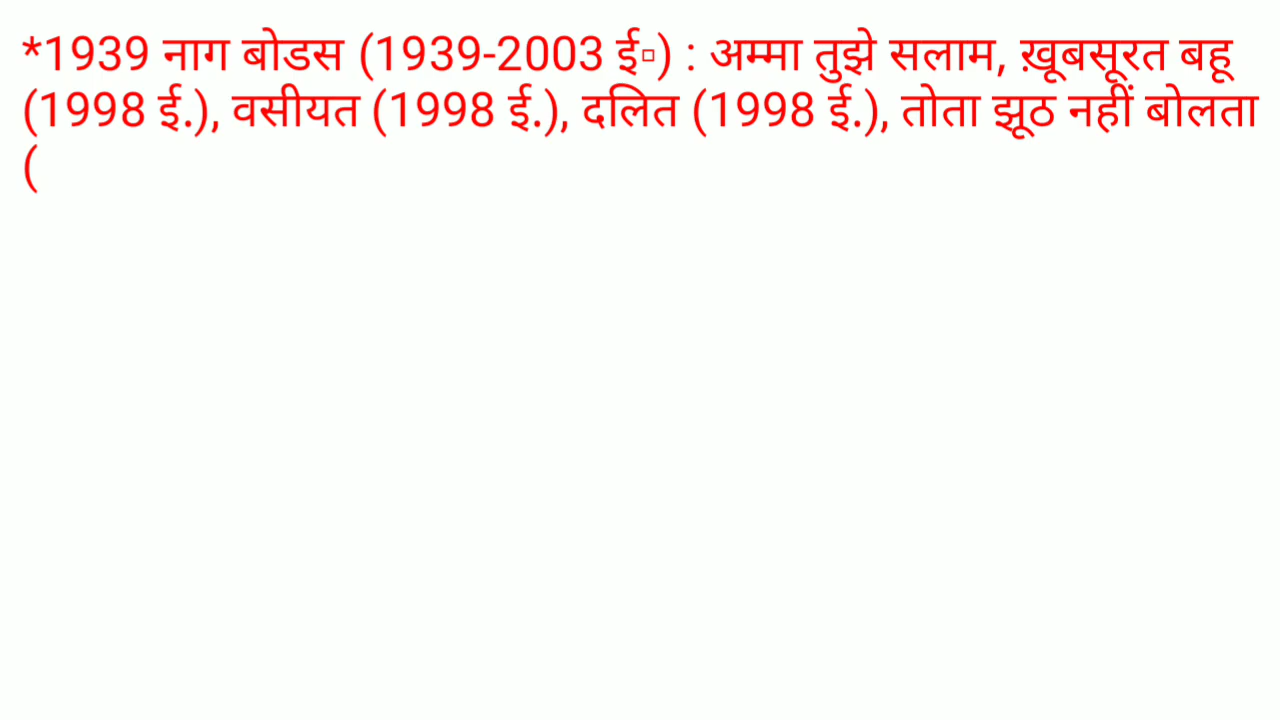 *1939 नाग बोडस (1939-2003 ई▫) : अम्मा तुझे सलाम, ख़ूबसूरत बहू
(1998 ई.), वसीयत (1998 ई.), दलित (1998 ई.), तोता झूठ नहीं बोलता
(